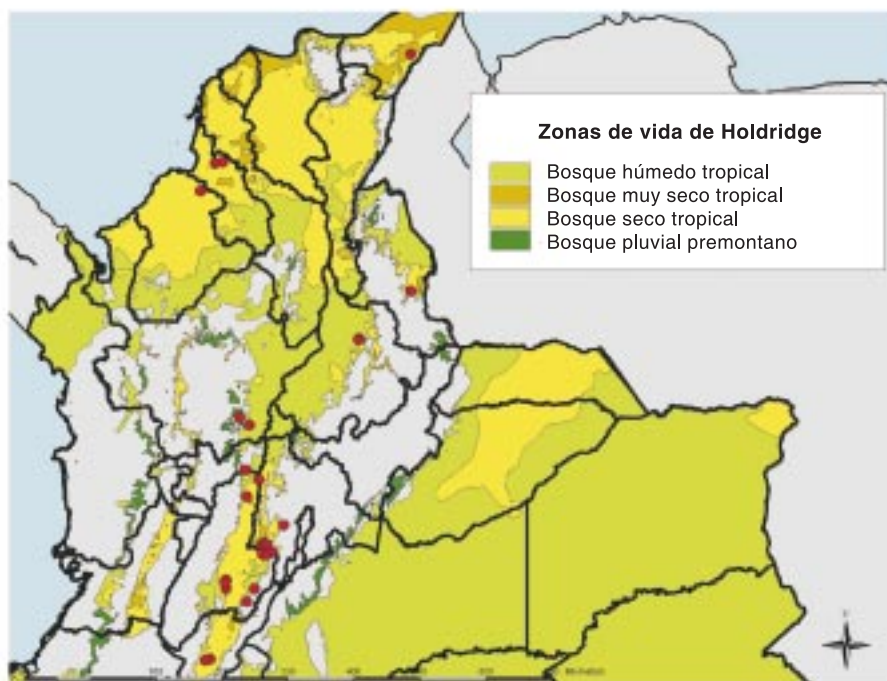 Zonas de vida de Holdridge
Bosque húmedo tropical
Bosque muy seco tropical
Bosque seco tropical
Bosque pluvial premontano